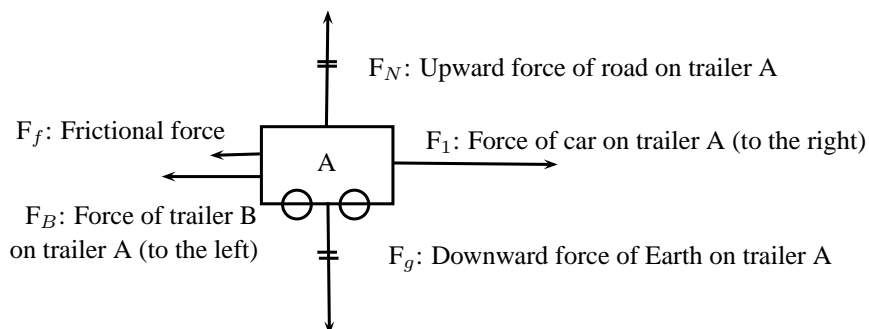 F_N: Upward force of road on trailer A
F_f: Frictional force
F_1: Force of car on trailer A (to the right)
A
F_B: Force of trailer B
on trailer A (to the left)
F_g: Downward force of Earth on trailer A